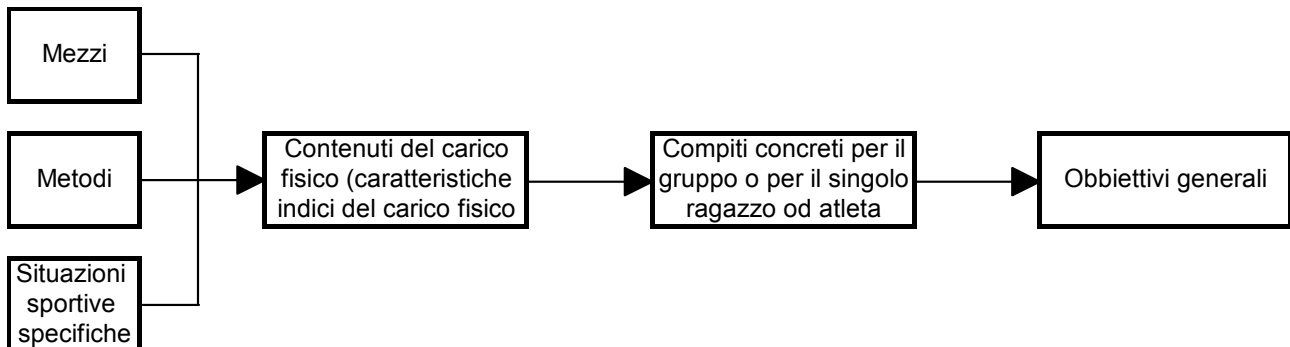 Mezzi
Metodi
Situazioni
sportive
specifiche
Contenuti del carico
fisico (caratteristiche
indici del carico fisico
Compiti concreti per il
gruppo o per il singolo
ragazzo od atleta
Obbiettivi generali